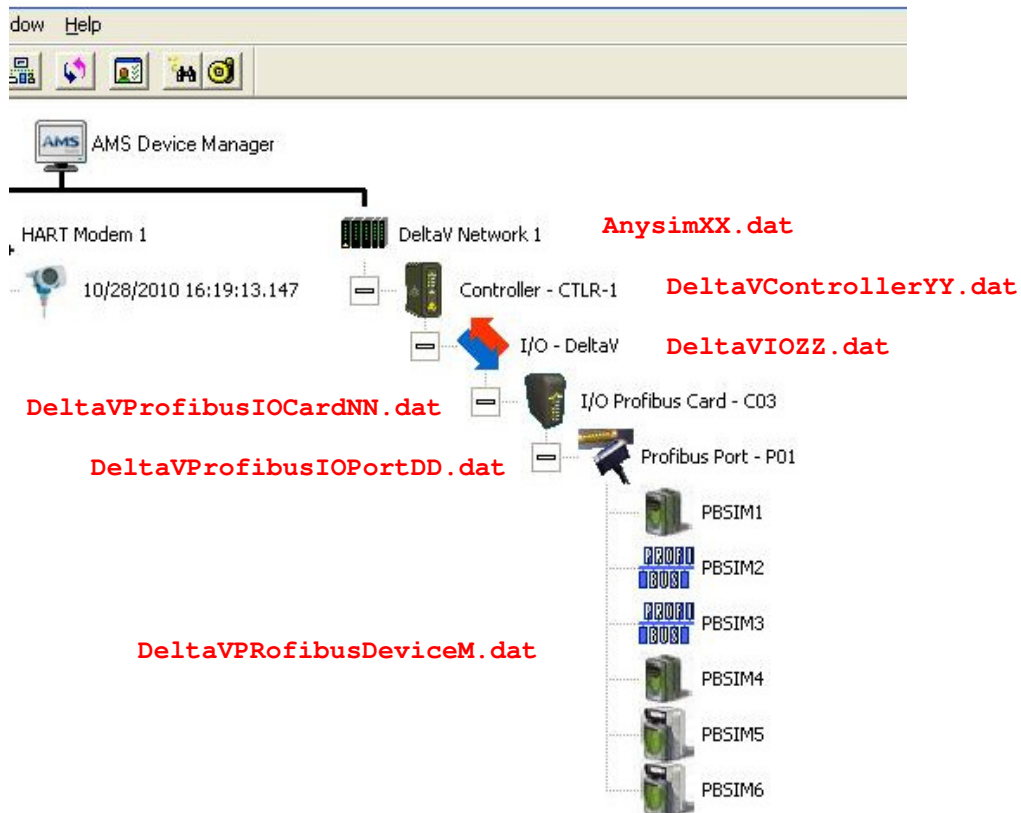 dow Help
AMS AMS Device Manager
HART Modem 1
DeltaV Network 1
AnysimXX.dat
10/28/2010 16:19:13.147
Controller - CTLR-1
DeltaVControllerYY.dat
I/O - DeltaV
DeltaVIOZZ.dat
DeltaVProfibusIOCardNN.dat
I/O Profibus Card - C03
DeltaVProfibusIOPortDD.dat
Profibus Port - P01
PBSIM1
PROFI
BUS
PBSIM2
PROFI
BUS
PBSIM3
DeltaVPRofibusDeviceM.dat
PBSIM4
PBSIM5
PBSIM6